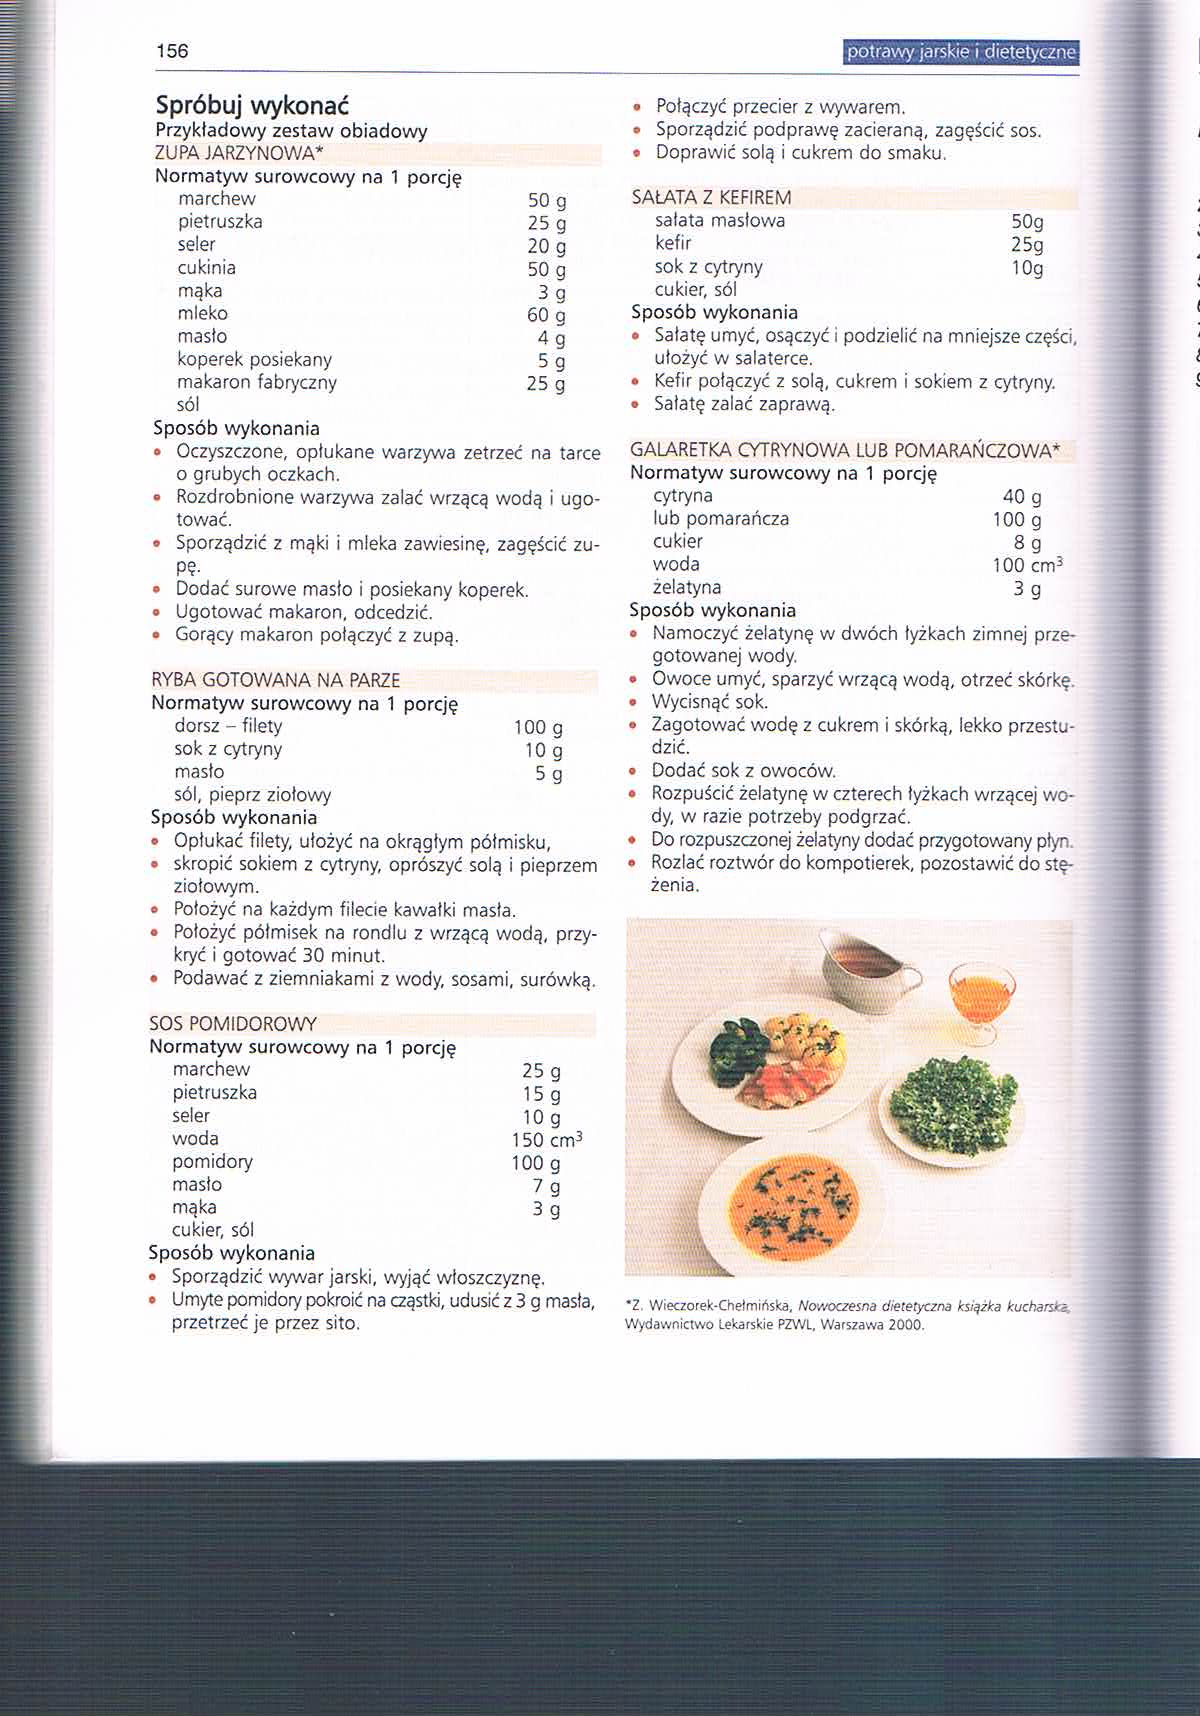 156
potrawy jarskie i dietetyczne
Spróbuj wykonać
Przykładowy zestaw obiadowy
ZUPA JARZYNOWA*
Normatyw surowcowy na 1 porcję
marchew 50 g
pietruszka 25 g
seler 20 g
cukinia 50 g
mąka 3 g
mleko 60 g
masło 4 g
koperek posiekany 5 g
makaron fabryczny 25 g
sól
Sposób wykonania
• Oczyszczone, opłukane warzywa zetrzeć na tarce
o grubych oczkach.
• Rozdrobnione warzywa zalać wrzącą wodą i ugo-
tować.
• Sporządzić z mąki i mleka zawiesinę, zagęścić zu-
pę.
• Dodać surowe masło i posiekany koperek.
• Ugotować makaron, odcedzić.
• Gorący makaron połączyć z zupą.
RYBA GOTOWANA NA PARZE
Normatyw surowcowy na 1 porcję
dorsz – filety 100 g
sok z cytryny 10 g
masło 5 g
sól, pieprz ziołowy
Sposób wykonania
• Opłukać filety, ułożyć na okrągłym półmisku,
• skropić sokiem z cytryny, oprószyć solą i pieprzem
ziołowym.
• Położyć na każdym filecie kawałki masła.
• Położyć półmisek na rondlu z wrzącą wodą, przy-
kryć i gotować 30 minut.
• Podawać z ziemniakami z wody, sosami, surówką.
SOS POMIDOROWY
Normatyw surowcowy na 1 porcję
marchew 25 g
pietruszka 15 g
seler 10 g
woda 150 cm³
pomidory 100 g
masło 7 g
mąka 3 g
cukier, sól
Sposób wykonania
• Sporządzić wywar jarski, wyjąć włoszczyznę.
• Umyte pomidory pokroić na cząstki, udusić z 3 g masła,
przetrzeć je przez sito.
• Połączyć przecier z wywarem.
• Sporządzić podprawę zacieraną, zagęścić sos.
• Doprawić solą i cukrem do smaku.
SAŁATA Z KEFIREM
sałata masłowa 50g
kefir 25g
sok z cytryny 10g
cukier, sól
Sposób wykonania
• Sałatę umyć, osączyć i podzielić na mniejsze części,
ułożyć w salaterce.
• Kefir połączyć z solą, cukrem i sokiem z cytryny.
• Sałatę zalać zaprawą.
GALARETKA CYTRYNOWA LUB POMARAŃCZOWA*
Normatyw surowcowy na 1 porcję
cytryna 40 g
lub pomarańcza 100 g
cukier 8 g
woda 100 cm³
żelatyna 3 g
Sposób wykonania
• Namoczyć żelatynę w dwóch łyżkach zimnej prze-
gotowanej wody.
• Owoce umyć, sparzyć wrzącą wodą, otrzeć skórkę.
• Wycisnąć sok.
• Zagotować wodę z cukrem i skórką, lekko przestu-
dzić.
• Dodać sok z owoców.
• Rozpuścić żelatynę w czterech łyżkach wrzącej wo-
dy, w razie potrzeby podgrzać.
• Do rozpuszczonej żelatyny dodać przygotowany płyn.
• Rozlać roztwór do kompotierek, pozostawić do stę-
żenia.
*Z. Wieczorek-Chełmińska, Nowoczesna dietetyczna książka kucharska,
Wydawnictwo Lekarskie PZWL, Warszawa 2000.